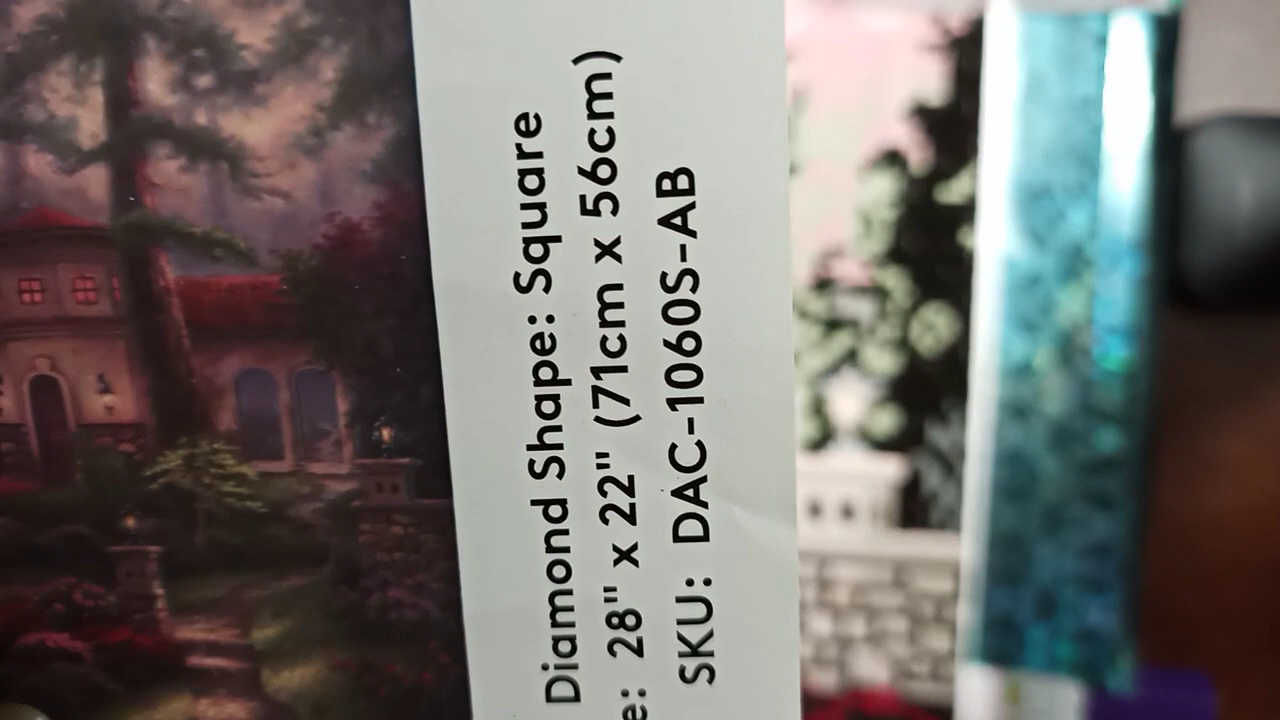 Diamond Shape: Square
e: 28" x 22" (71cm x 56cm)
SKU: DAC-1060S-AB